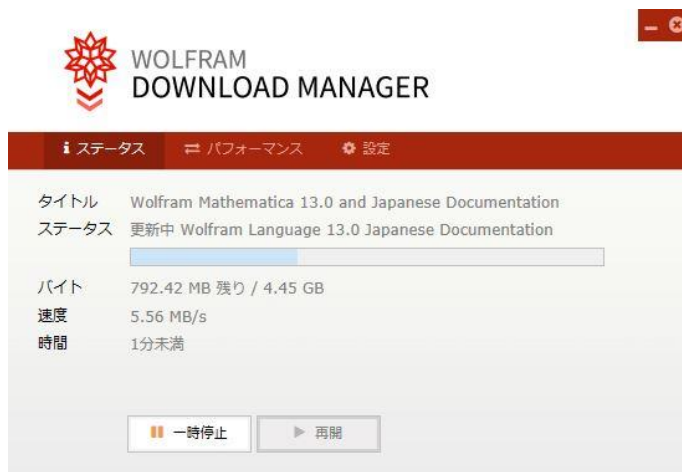 WOLFRAM
DOWNLOAD MANAGER
ステータス パフォーマンス 設定
タイトル Wolfram Mathematica 13.0 and Japanese Documentation
ステータス 更新中 Wolfram Language 13.0 Japanese Documentation
バイト 792.42 MB 残り / 4.45 GB
速度 5.56 MB/s
時間 1分未満
一時停止 再開